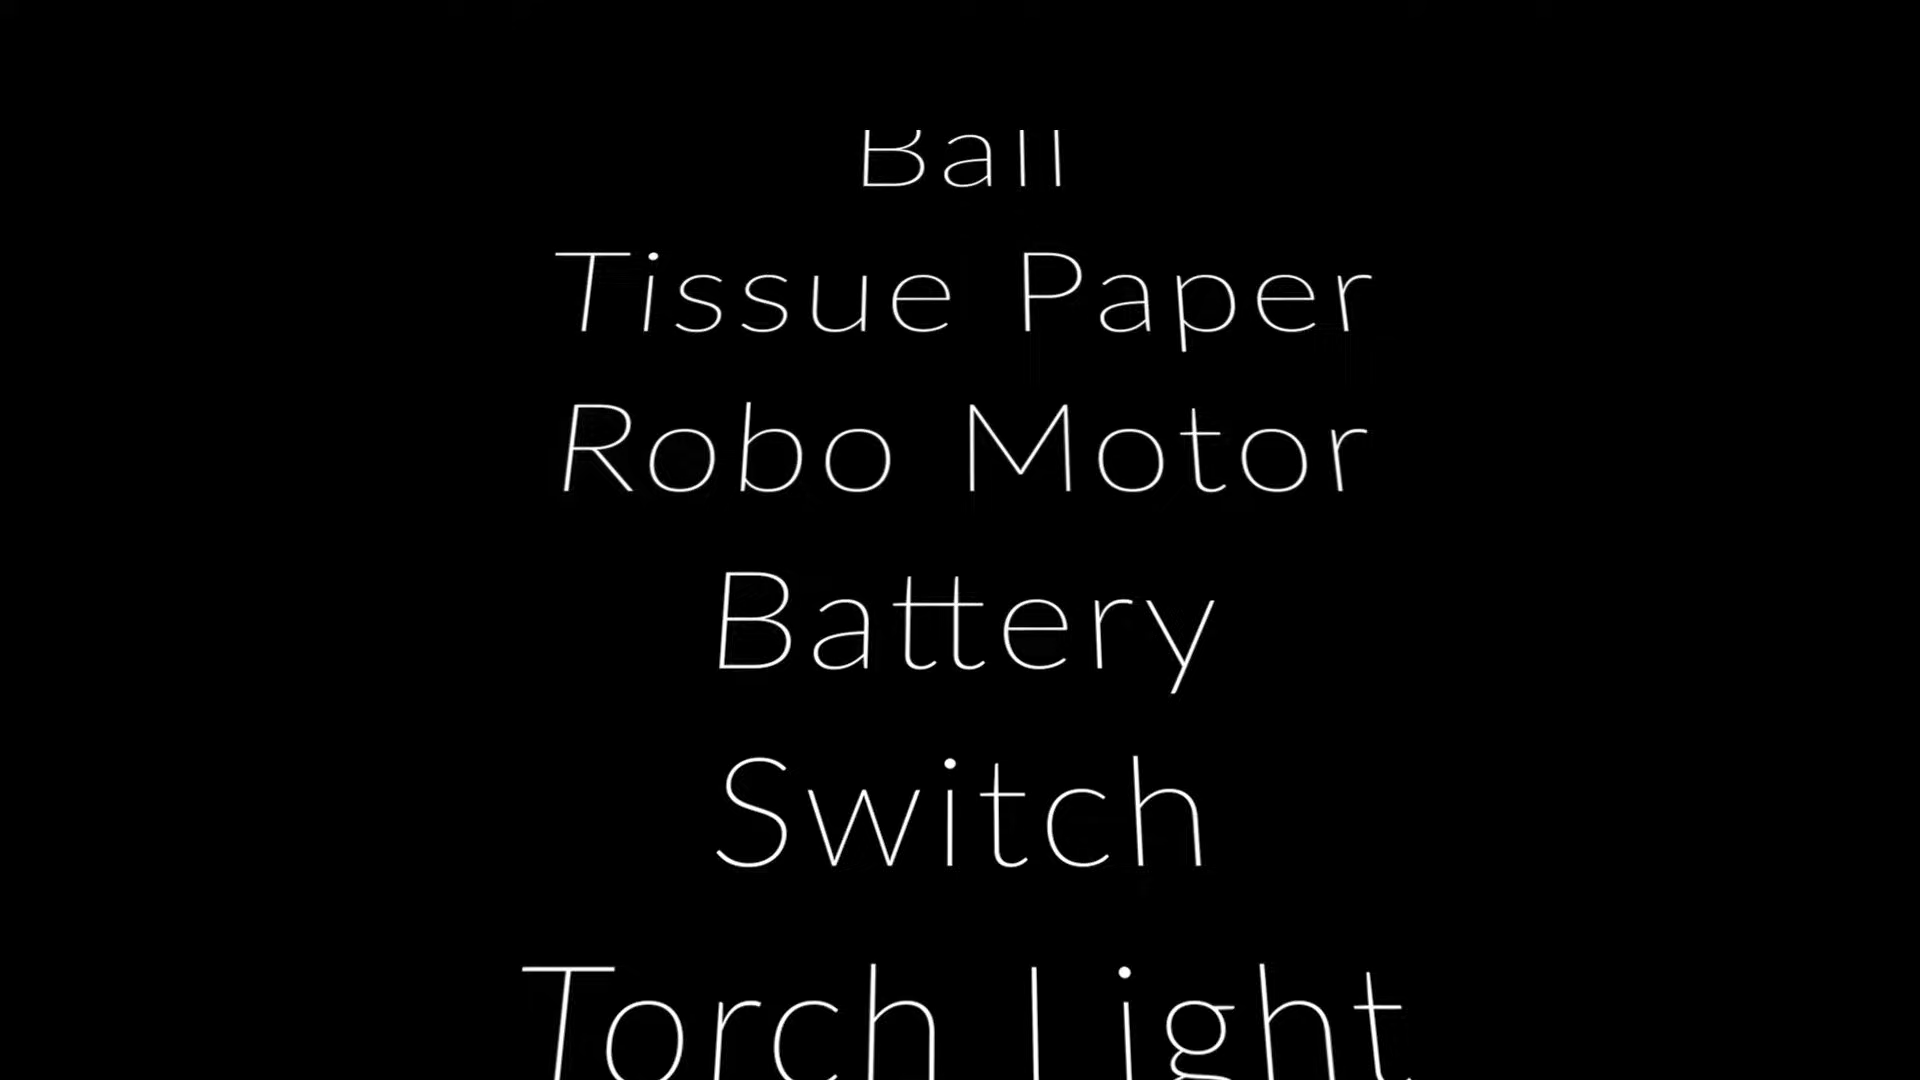 Ball
Tissue Paper
Robo Motor
Battery
Switch
Torch Light